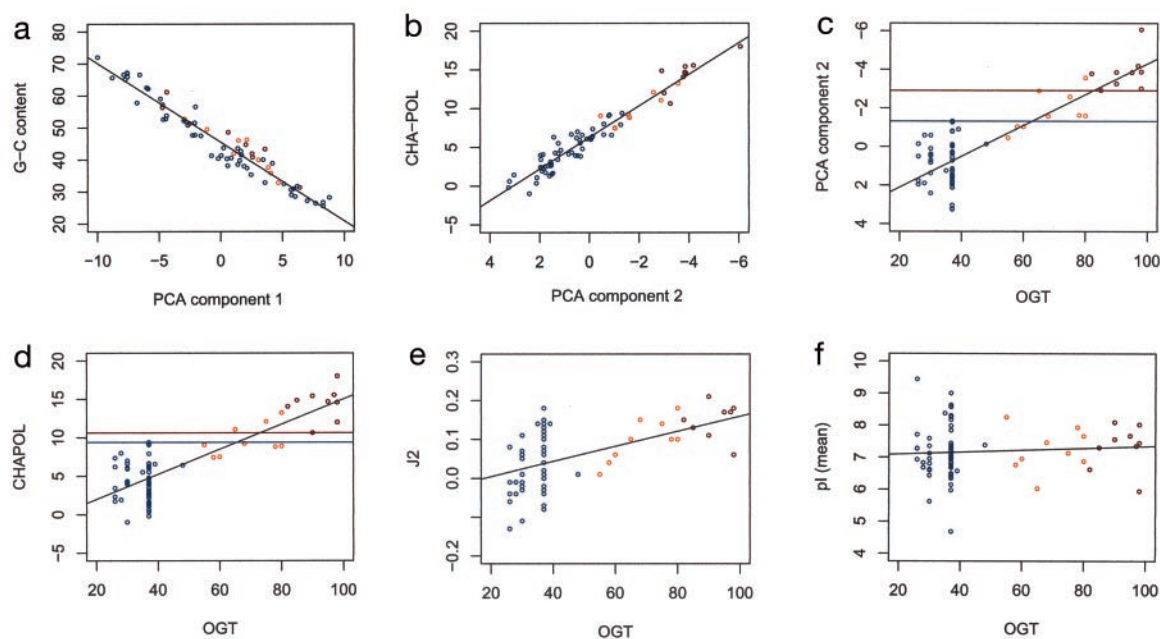 a
G-C content
80
70
60
50
40
30
20
−10 −5 0 5 10
PCA component 1
b
CHA-POL
20
15
10
5
0
−5
4 2 0 −2 −4 −6
PCA component 2
c
PCA component 2
−6
−4
−2
0
2
4
20 40 60 80 100
OGT
d
CHAPOL
20
15
10
5
0
−5
20 40 60 80 100
OGT
e
J2
0.3
0.2
0.1
0.0
−0.2
20 40 60 80 100
OGT
f
pI (mean)
10
9
8
7
6
5
4
20 40 60 80 100
OGT